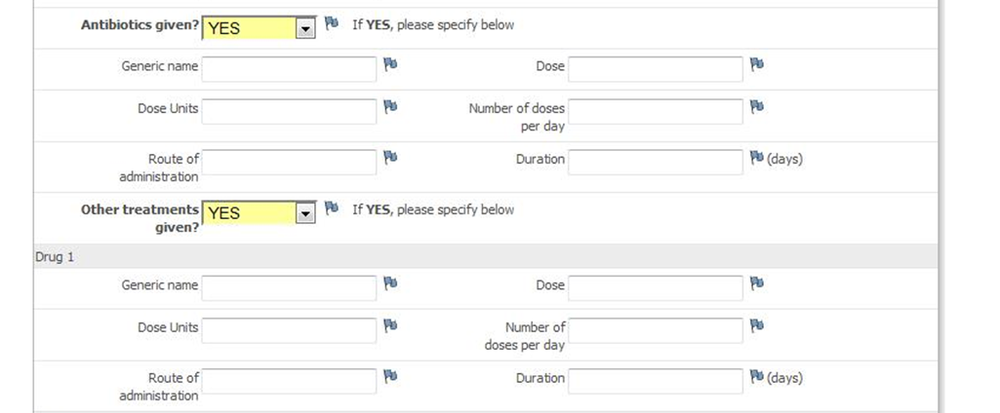 Antibiotics given? YES If YES, please specify below
Generic name Dose
Dose Units Number of doses
per day
Route of Duration (days)
administration
Other treatments YES If YES, please specify below
given?
Drug 1
Generic name Dose
Dose Units Number of
doses per day
Route of Duration (days)
administration